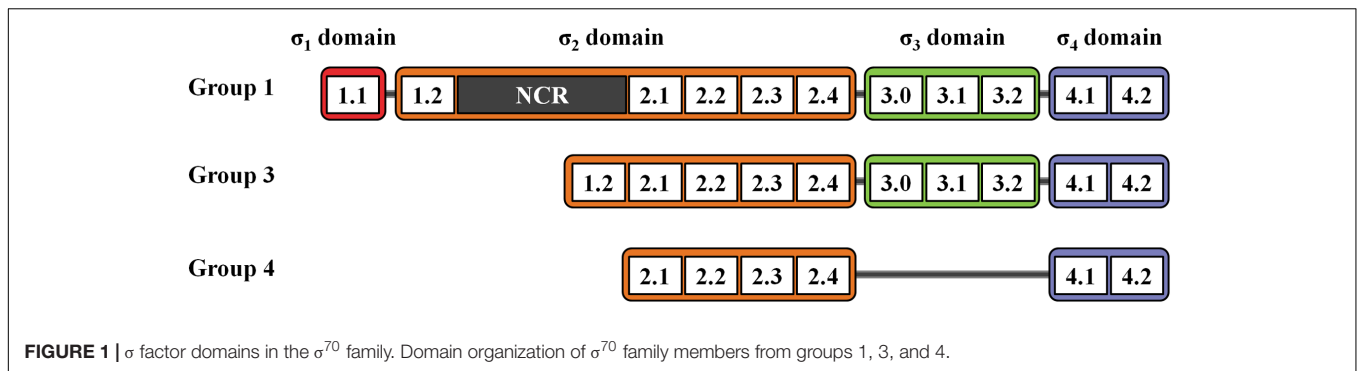 σ₁ domain σ₂ domain σ₃ domain σ₄ domain
Group 1 1.1 1.2 NCR 2.1 2.2 2.3 2.4 3.0 3.1 3.2 4.1 4.2
Group 3 1.2 2.1 2.2 2.3 2.4 3.0 3.1 3.2 4.1 4.2
Group 4 2.1 2.2 2.3 2.4 4.1 4.2
FIGURE 1 | σ factor domains in the σ⁷⁰ family. Domain organization of σ⁷⁰ family members from groups 1, 3, and 4.